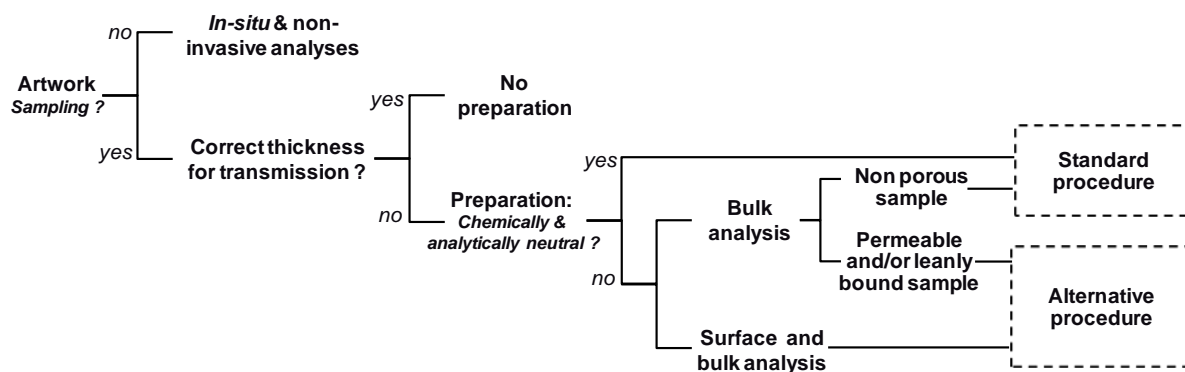 no
In-situ & non-
invasive analyses
Artwork
Sampling ?
yes
Correct thickness
for transmission ?
yes
No
preparation
no
Preparation:
Chemically &
analytically neutral ?
yes
no
Bulk
analysis
Non porous
sample
Permeable
and/or leanly
bound sample
Surface and
bulk analysis
Standard
procedure
Alternative
procedure